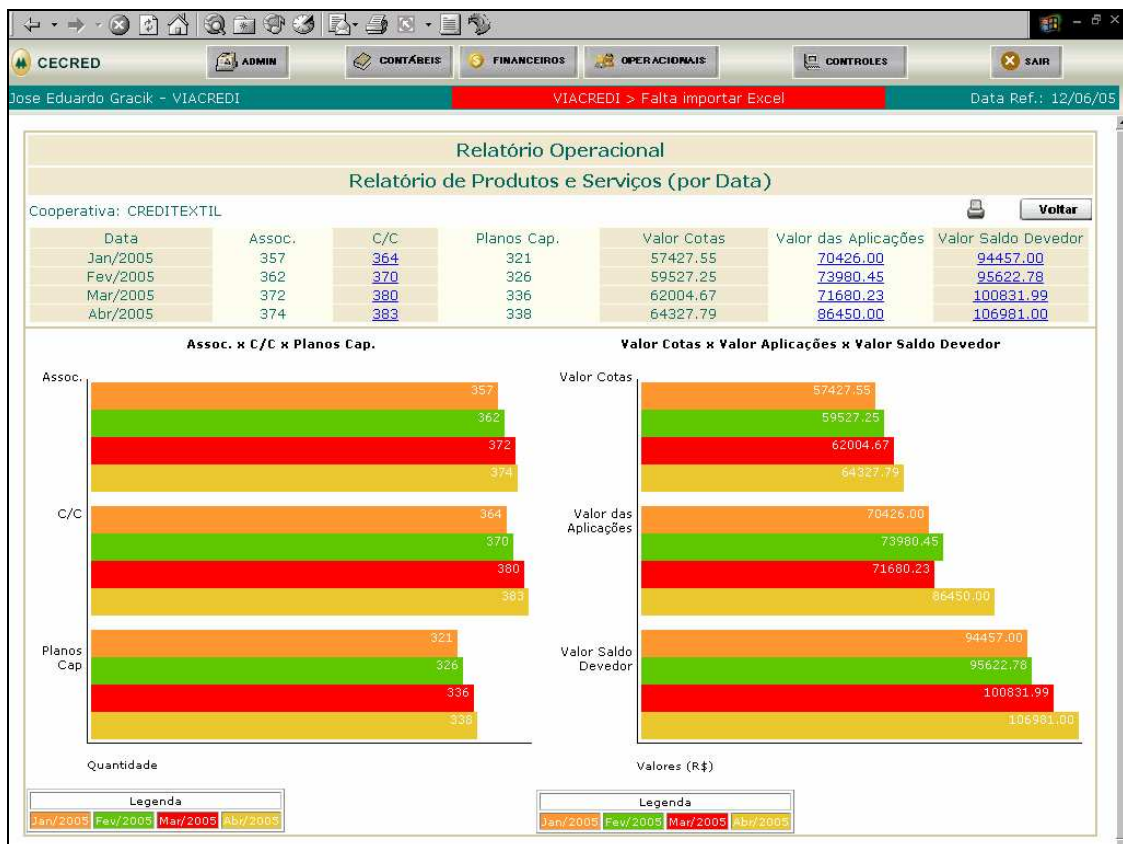 CECRED ADMIN CONTÁBEIS FINANCEIROS OPERACIONAIS CONTROLES SAIR
Jose Eduardo Gracik - VIACREDI VIACREDI > Falta importar Excel Data Ref.: 12/06/05
Relatório Operacional
Relatório de Produtos e Serviços (por Data)
Cooperativa: CREDITEXTIL Voltar
Data Assoc. C/C Planos Cap. Valor Cotas Valor das Aplicações Valor Saldo Devedor
Jan/2005 357 364 321 57427.55 70426.00 94457.00
Fev/2005 362 370 326 59527.25 73980.45 95622.78
Mar/2005 372 380 336 62004.67 71680.23 100831.99
Abr/2005 374 383 338 64327.79 86450.00 106981.00
Assoc. x C/C x Planos Cap.
Assoc.
357
362
372
374
C/C
364
370
380
383
Planos
Cap
321
326
336
338
Quantidade
Legenda
Jan/2005 Fev/2005 Mar/2005 Abr/2005
Valor Cotas x Valor Aplicações x Valor Saldo Devedor
Valor Cotas
57427.55
59527.25
62004.67
64327.79
Valor das
Aplicações
70426.00
73980.45
71680.23
86450.00
Valor Saldo
Devedor
94457.00
95622.78
100831.99
106981.00
Valores (R$)
Legenda
Jan/2005 Fev/2005 Mar/2005 Abr/2005